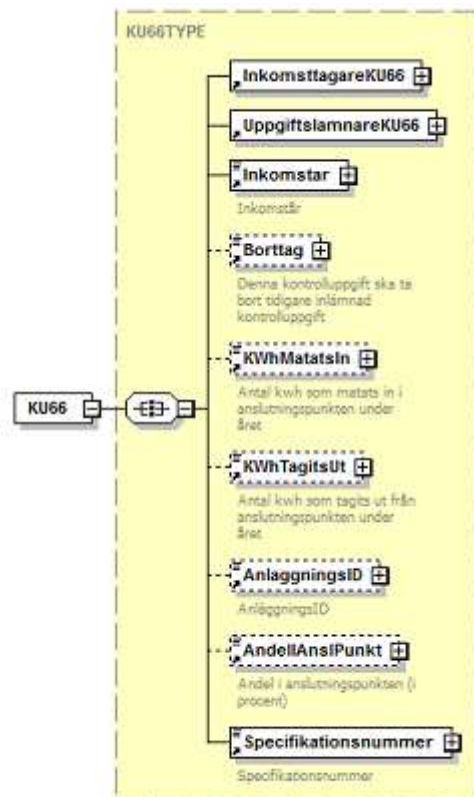 KU66TYPE
InkomsttagareKU66
UppgiftslamnareKU66
Inkomstar
Inkomstår
Borttag
Denna kontrolluppgift ska ta
bort tidigare inlämnad
kontrolluppgift
KWhMatatsIn
Antal kwh som matats in i
anslutningspunkten under
året
KU66
KWhTagitsUt
Antal kwh som tagits ut från
anslutningspunkten under
året
AnlaggningsID
AnläggningsID
AndelIAnslPunkt
Andel i anslutningspunkten (i
procent)
Specifikationsnummer
Specifikationsnummer